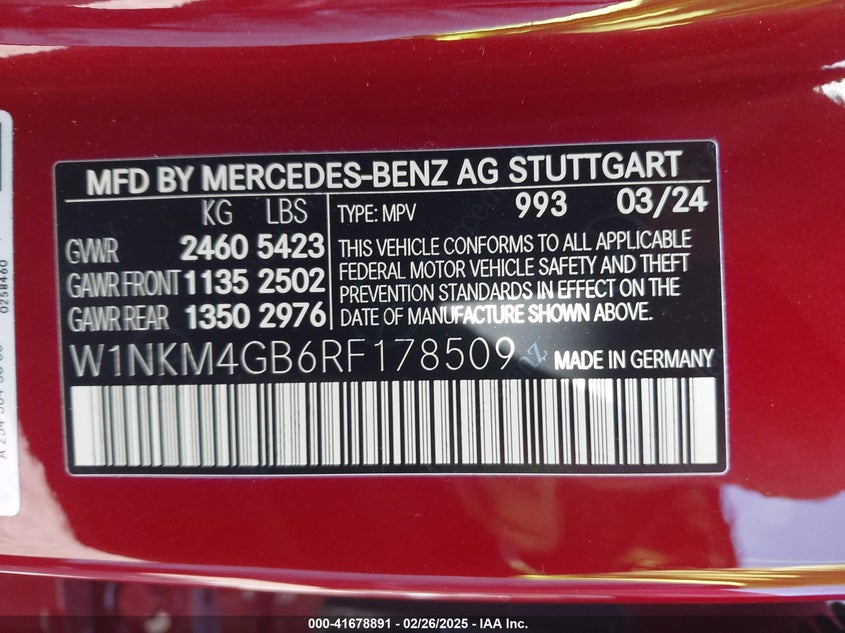 MFD BY MERCEDES-BENZ AG STUTTGART
KG LBS TYPE: MPV 993 03/24
GVWR 2460 5423
GAWR FRONT 1135 2502
GAWR REAR 1350 2976
THIS VEHICLE CONFORMS TO ALL APPLICABLE
FEDERAL MOTOR VEHICLE SAFETY AND THEFT
PREVENTION STANDARDS IN EFFECT ON THE
DATE OF MANUFACTURE SHOWN ABOVE.
W1NKM4GB6RF178509 MADE IN GERMANY
0258460
000-41678891 / 02/26/2025 - IAA Inc.